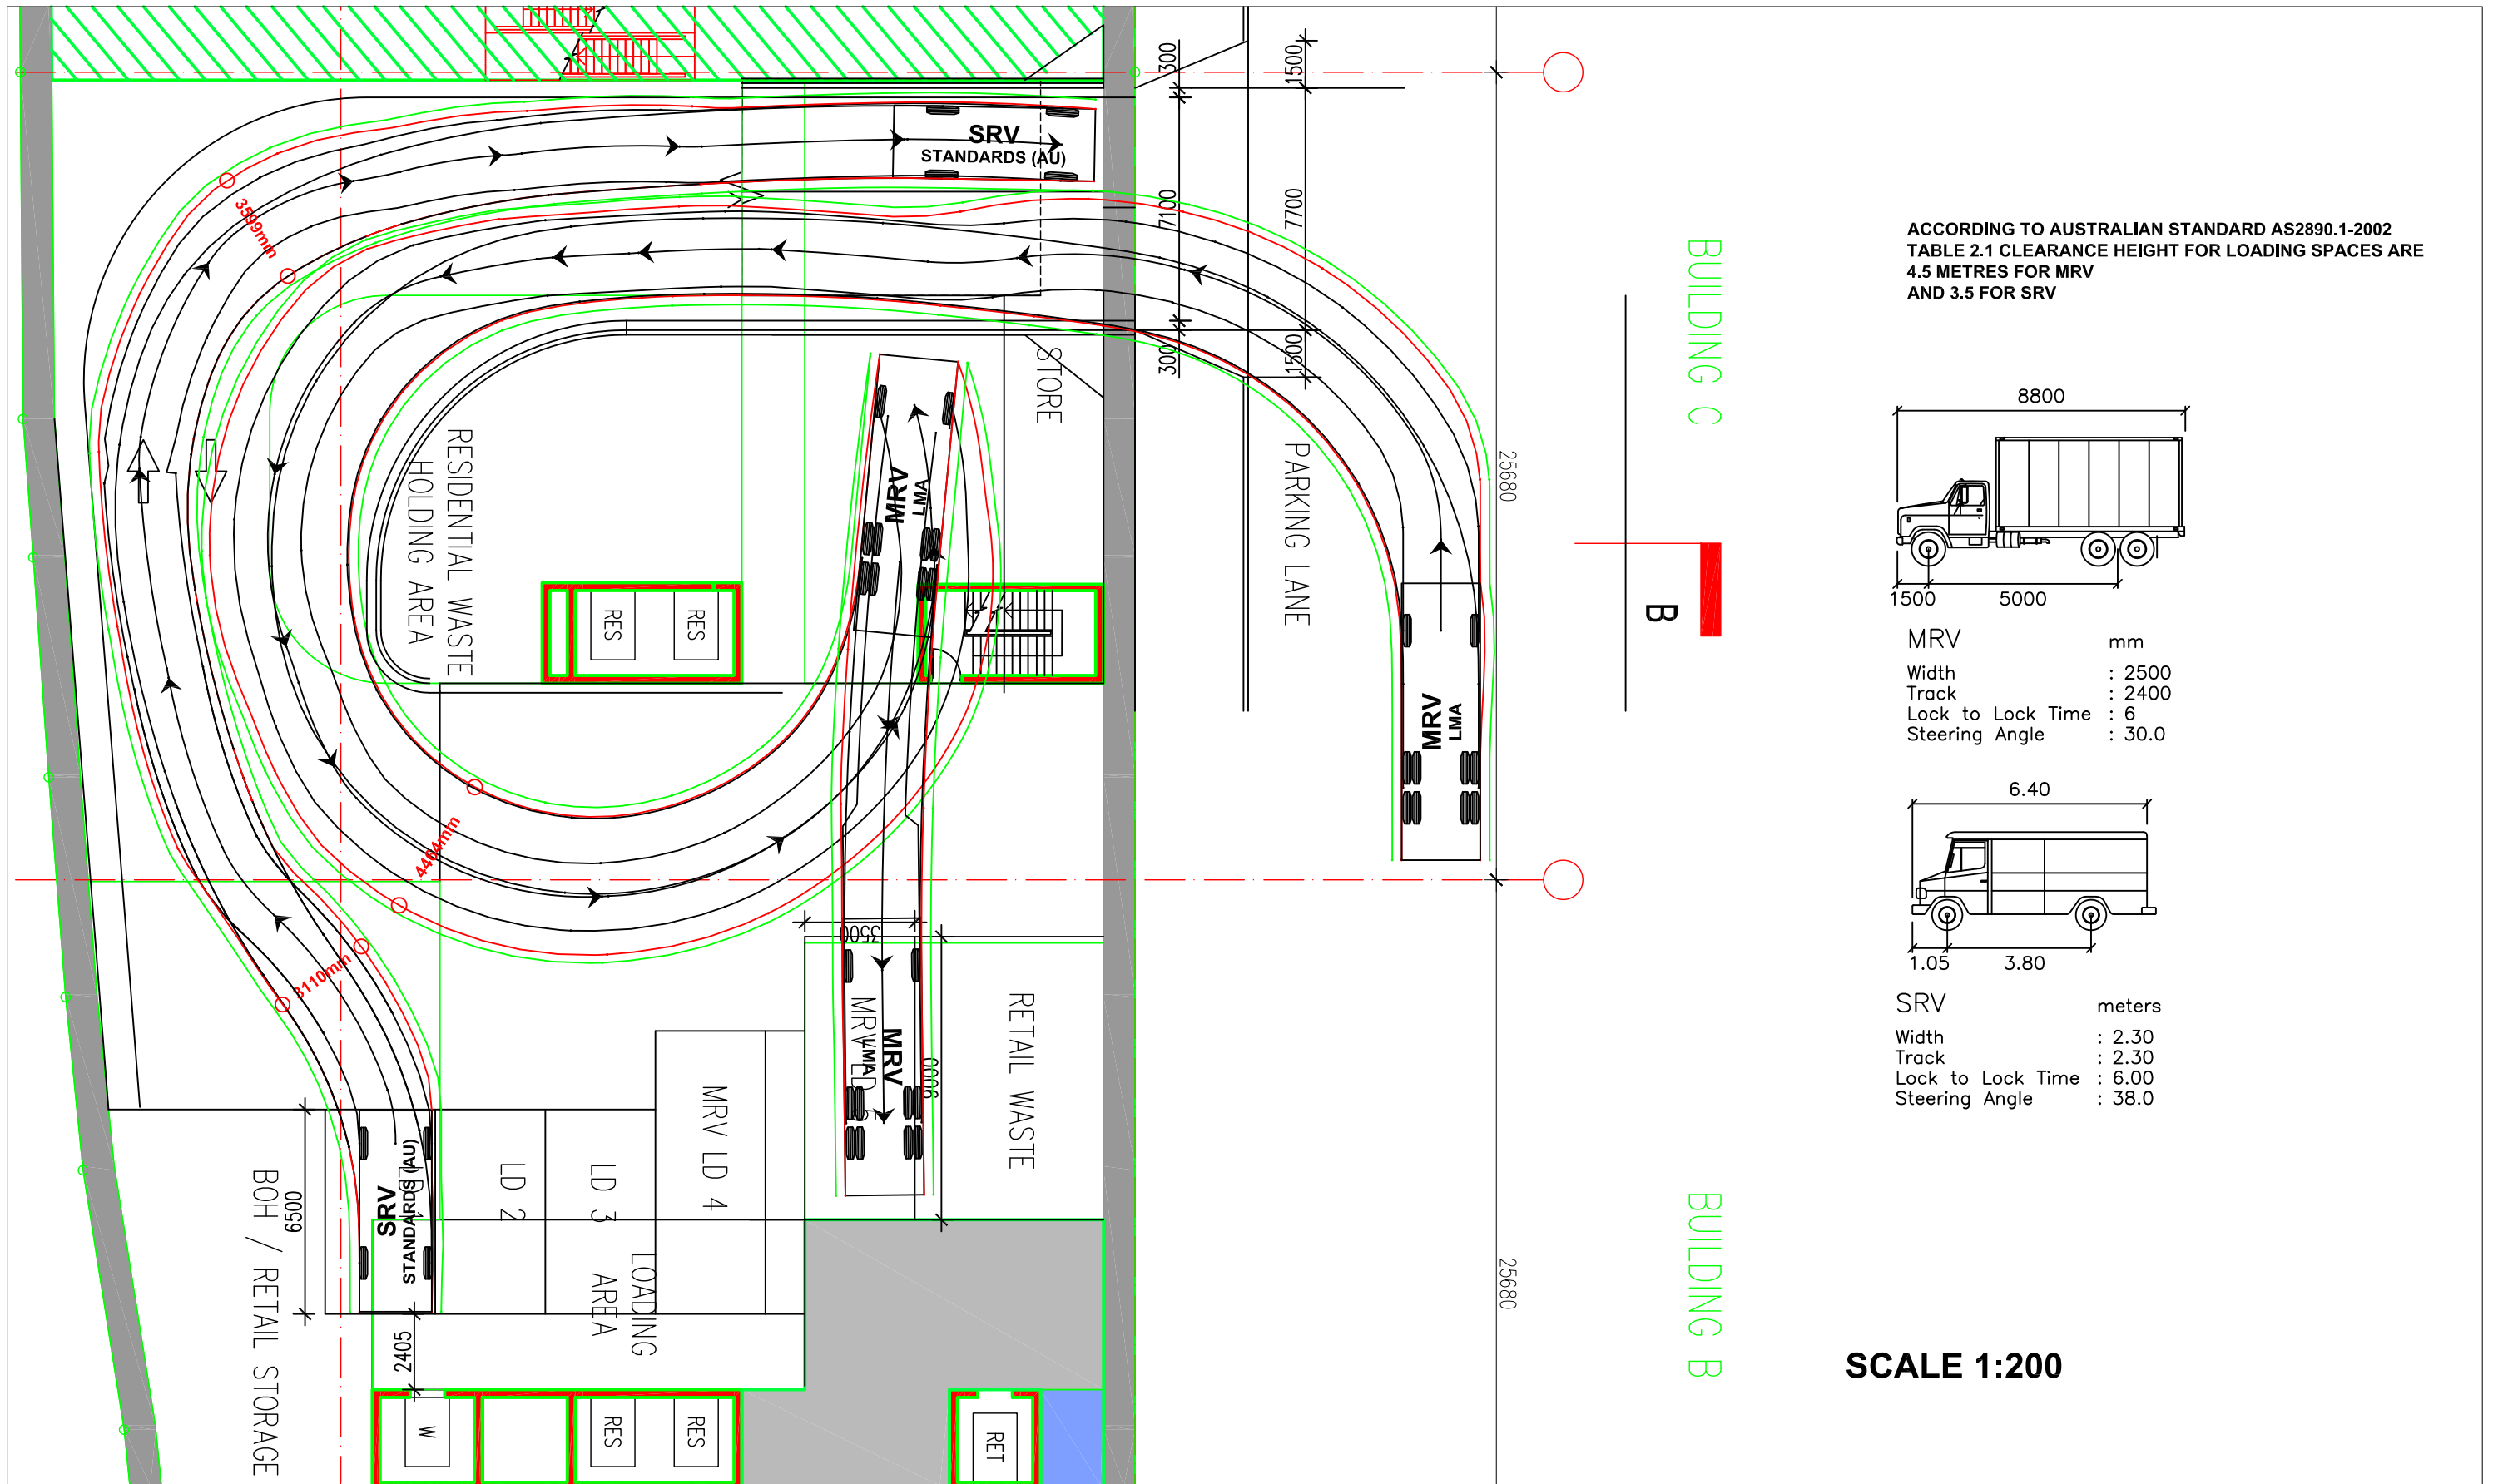 300
1500
SRV
STANDARDS (AU)
3599mm
7100
7700
3000
1500
ACCORDING TO AUSTRALIAN STANDARD AS2890.1-2002
TABLE 2.1 CLEARANCE HEIGHT FOR LOADING SPACES ARE
4.5 METRES FOR MRV
AND 3.5 FOR SRV
BUILDING C
STORE
PARKING LANE
25680
RESIDENTIAL WASTE
HOLDING AREA
MRV
LMA
RES
RES
B
MRV
LMA
8800
1500
5000
MRV mm
Width : 2500
Track : 2400
Lock to Lock Time : 6
Steering Angle : 30.0
6.40
1.05
3.80
SRV meters
Width : 2.30
Track : 2.30
Lock to Lock Time : 6.00
Steering Angle : 38.0
4464mm
3110mm
3500
MRV LD 5
MRV
LMA
9000
RETAIL WASTE
MRV LD 4
LD 3
LD 2
SRV
STANDARDS (AU)
6500
BOH / RETAIL STORAGE
LOADING
AREA
2405
25680
BUILDING B
SCALE 1:200
W
RES
RES
RET